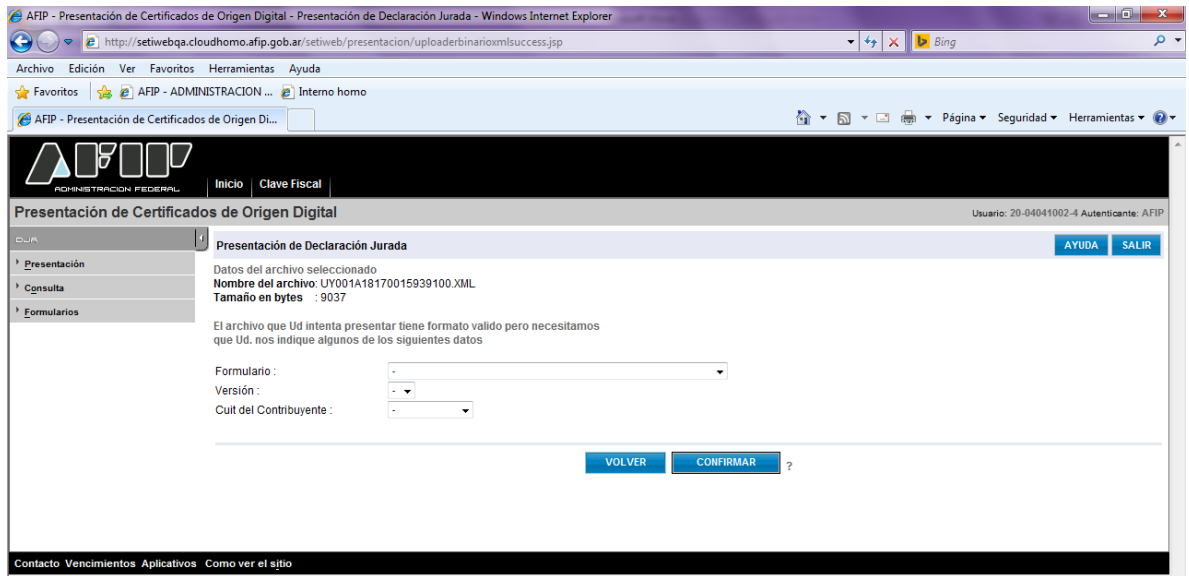 AFIP - Presentación de Certificados de Origen Digital - Presentación de Declaración Jurada - Windows Internet Explorer
http://setiwebqa.cloudhomo.afip.gob.ar/setiweb/presentacion/uploaderbinarioxmlsuccess.jsp
Bing
Archivo Edición Ver Favoritos Herramientas Ayuda
Favoritos AFIP - ADMINISTRACION ... Interno homo
AFIP - Presentación de Certificados de Origen Di...
Página Seguridad Herramientas
AFIP
ADMINISTRACION FEDERAL
Inicio Clave Fiscal
Presentación de Certificados de Origen Digital
Usuario: 20-04041002-4 Autenticante: AFIP
DJR
Presentación de Declaración Jurada
AYUDA SALIR
Presentación
Consulta
Formularios
Datos del archivo seleccionado
Nombre del archivo: UY001A18170015939100.XML
Tamaño en bytes : 9037
El archivo que Ud intenta presentar tiene formato valido pero necesitamos
que Ud. nos indique algunos de los siguientes datos
Formulario : -
Versión : -
Cuit del Contribuyente : -
VOLVER CONFIRMAR ?
Contacto Vencimientos Aplicativos Como ver el sitio